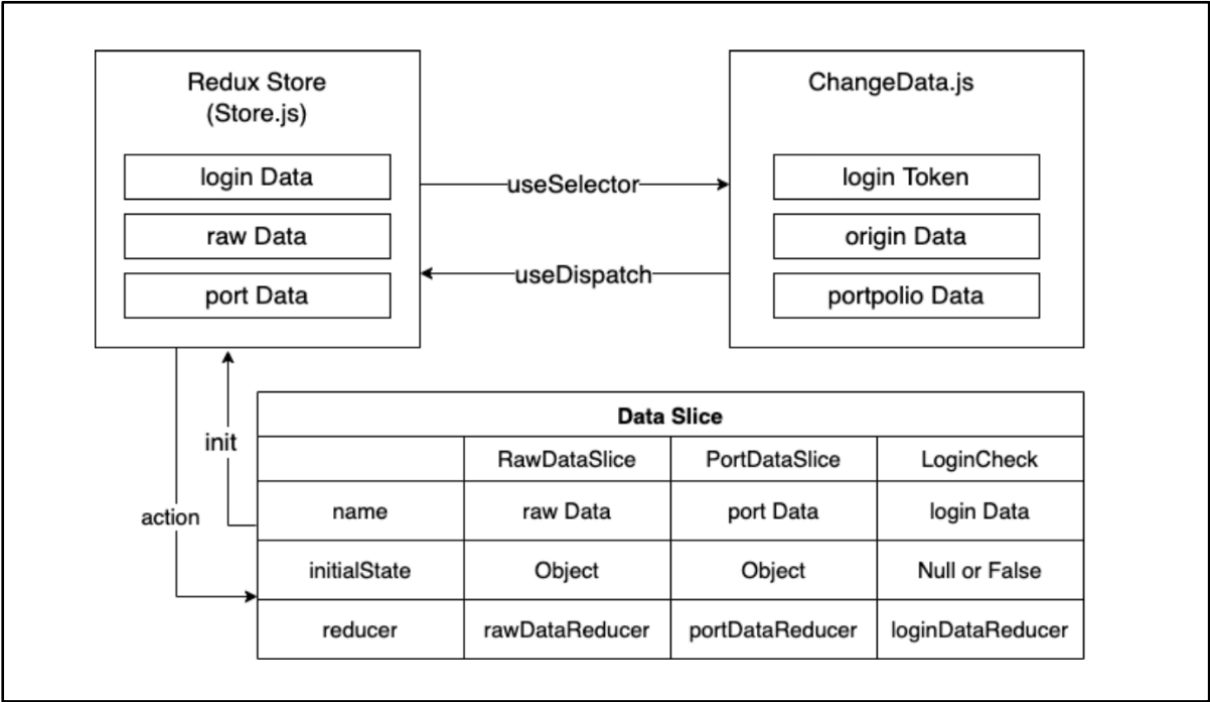 Redux Store
(Store.js)
login Data
raw Data
port Data
useSelector
useDispatch
ChangeData.js
login Token
origin Data
portpolio Data
init
action
Data Slice
RawDataSlice PortDataSlice LoginCheck
name raw Data port Data login Data
initialState Object Object Null or False
reducer rawDataReducer portDataReducer loginDataReducer